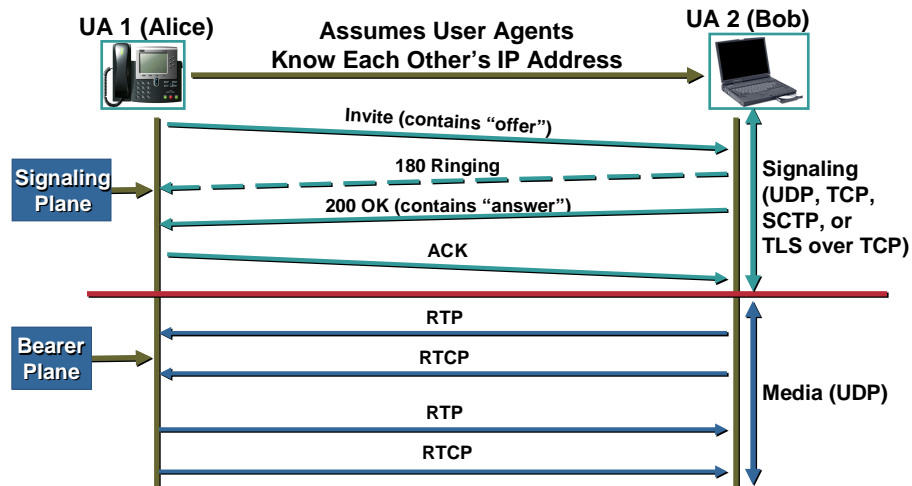 UA 1 (Alice)
Assumes User Agents
Know Each Other’s IP Address
UA 2 (Bob)
Invite (contains “offer”)
180 Ringing
200 OK (contains “answer”)
ACK
Signaling
Plane
Signaling
(UDP, TCP,
SCTP, or
TLS over TCP)
RTP
RTCP
RTP
RTCP
Bearer
Plane
Media (UDP)